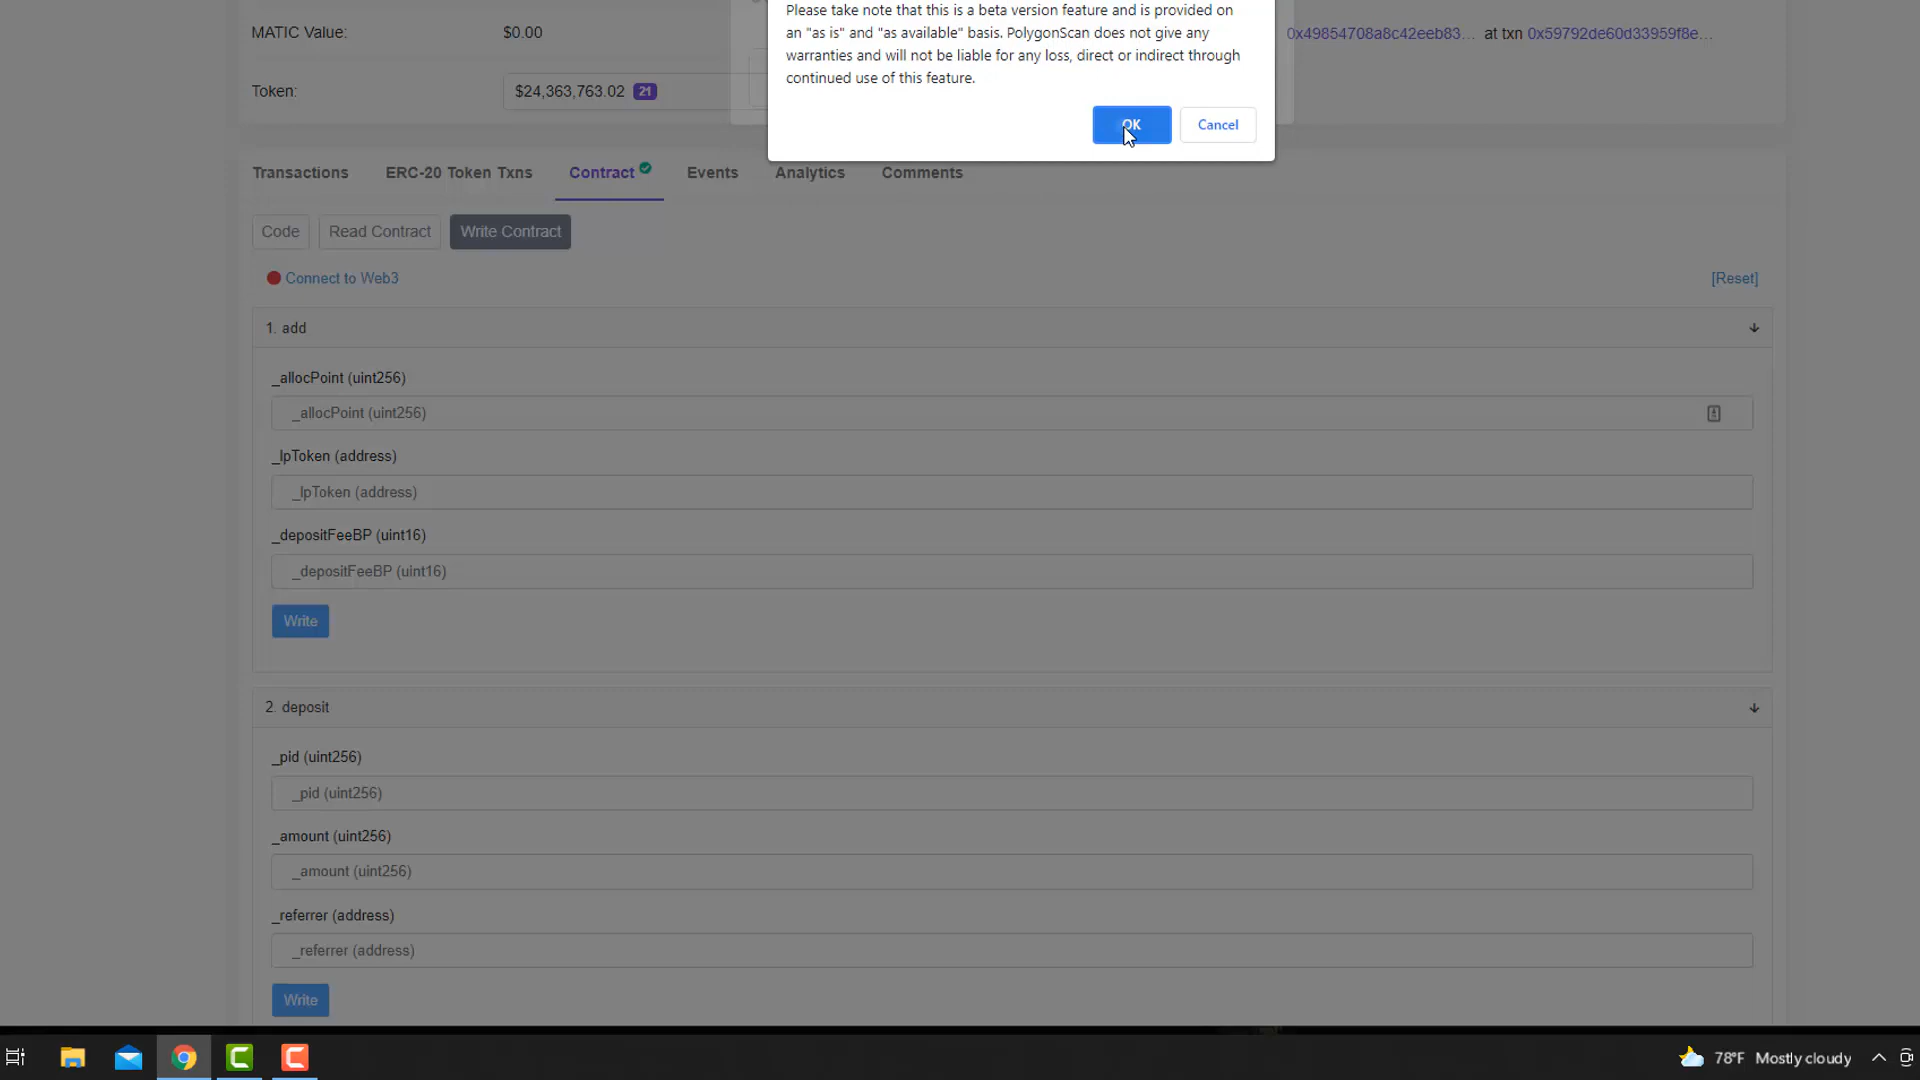 Please take note that this is a beta version feature and is provided on
an "as is" and "as available" basis. PolygonScan does not give any
warranties and will not be liable for any loss, direct or indirect through
continued use of this feature.
OK Cancel
MATIC Value: $0.00
0x49854708a8c42eeb83... at txn 0x59792de60d33959f8e...
Token: $24,363,763.02 21
Transactions ERC-20 Token Txns Contract Events Analytics Comments
Code Read Contract Write Contract
Connect to Web3 [Reset]
1. add
_allocPoint (uint256)
_allocPoint (uint256)
_lpToken (address)
_lpToken (address)
_depositFeeBP (uint16)
_depositFeeBP (uint16)
Write
2. deposit
_pid (uint256)
_pid (uint256)
_amount (uint256)
_amount (uint256)
_referrer (address)
_referrer (address)
Write
78°F Mostly cloudy